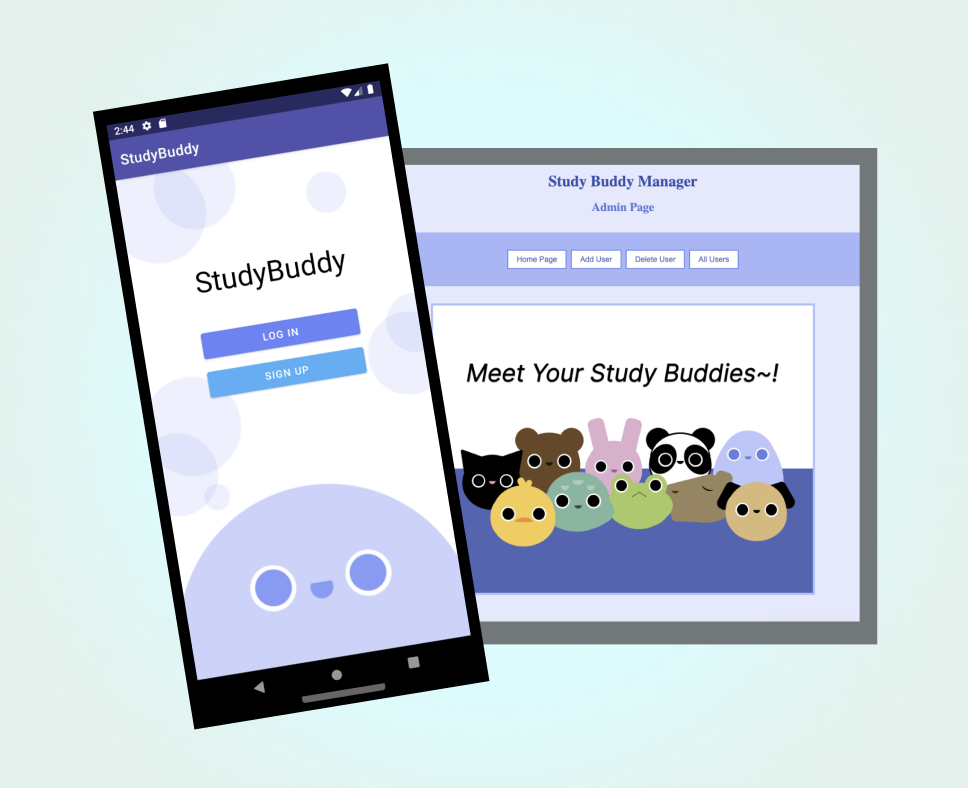 2:44
StudyBuddy
StudyBuddy
LOG IN
SIGN UP
Study Buddy Manager
Admin Page
Home Page Add User Delete User All Users
Meet Your Study Buddies~!